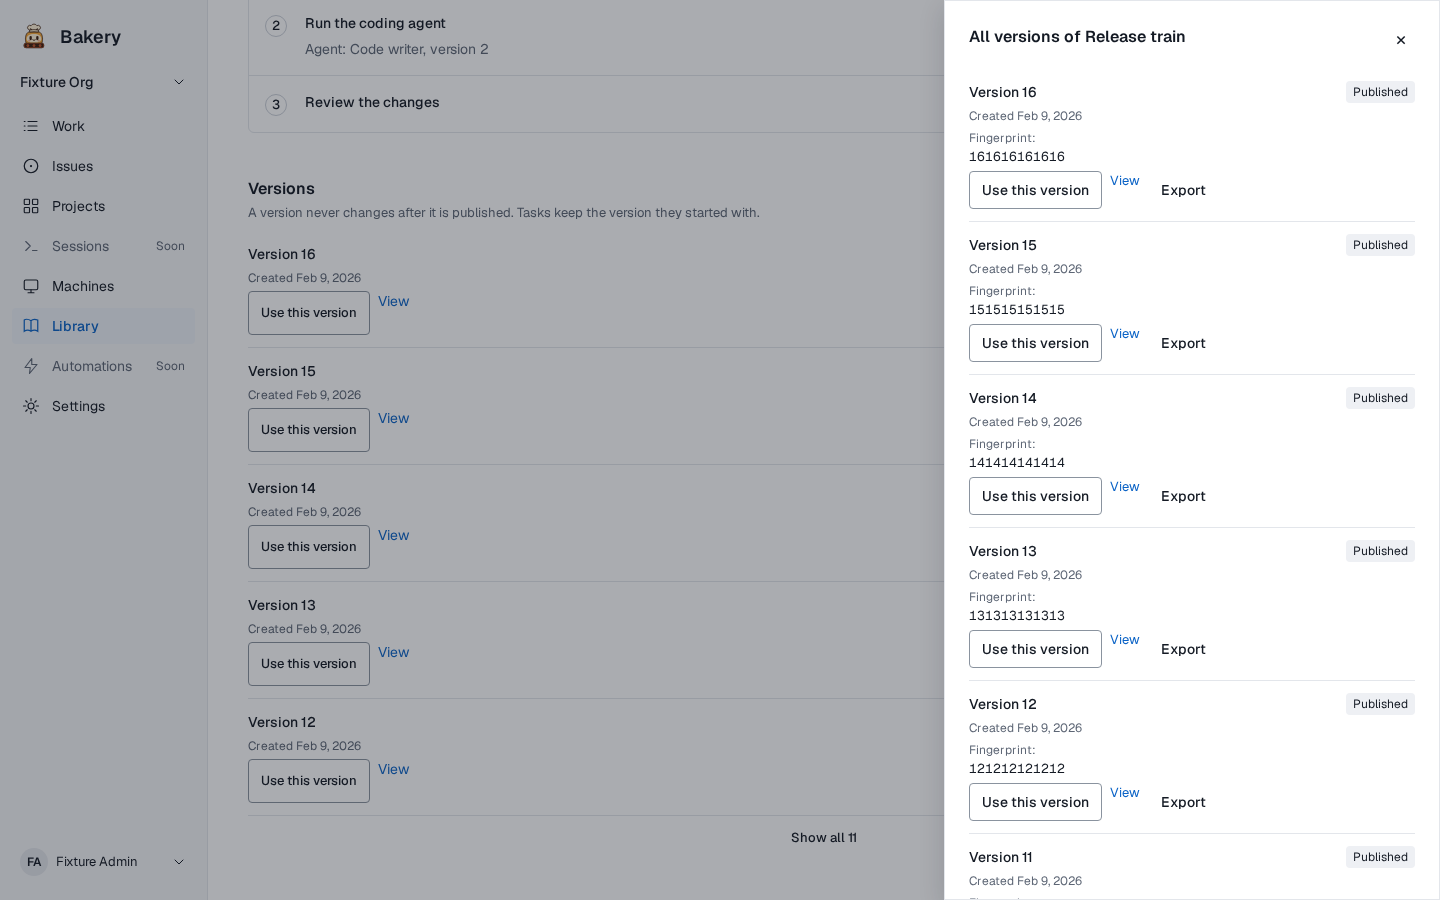 Bakery
Fixture Org
Work
Issues
Projects
Sessions Soon
Machines
Library
Automations Soon
Settings
FA Fixture Admin
2 Run the coding agent
Agent: Code writer, version 2
3 Review the changes
Versions
A version never changes after it is published. Tasks keep the version they started with.
Version 16
Created Feb 9, 2026
Use this version View
Version 15
Created Feb 9, 2026
Use this version View
Version 14
Created Feb 9, 2026
Use this version View
Version 13
Created Feb 9, 2026
Use this version View
Version 12
Created Feb 9, 2026
Use this version View
Show all 11
All versions of Release train
Version 16 Published
Created Feb 9, 2026
Fingerprint:
161616161616
Use this version View Export
Version 15 Published
Created Feb 9, 2026
Fingerprint:
151515151515
Use this version View Export
Version 14 Published
Created Feb 9, 2026
Fingerprint:
141414141414
Use this version View Export
Version 13 Published
Created Feb 9, 2026
Fingerprint:
131313131313
Use this version View Export
Version 12 Published
Created Feb 9, 2026
Fingerprint:
121212121212
Use this version View Export
Version 11 Published
Created Feb 9, 2026